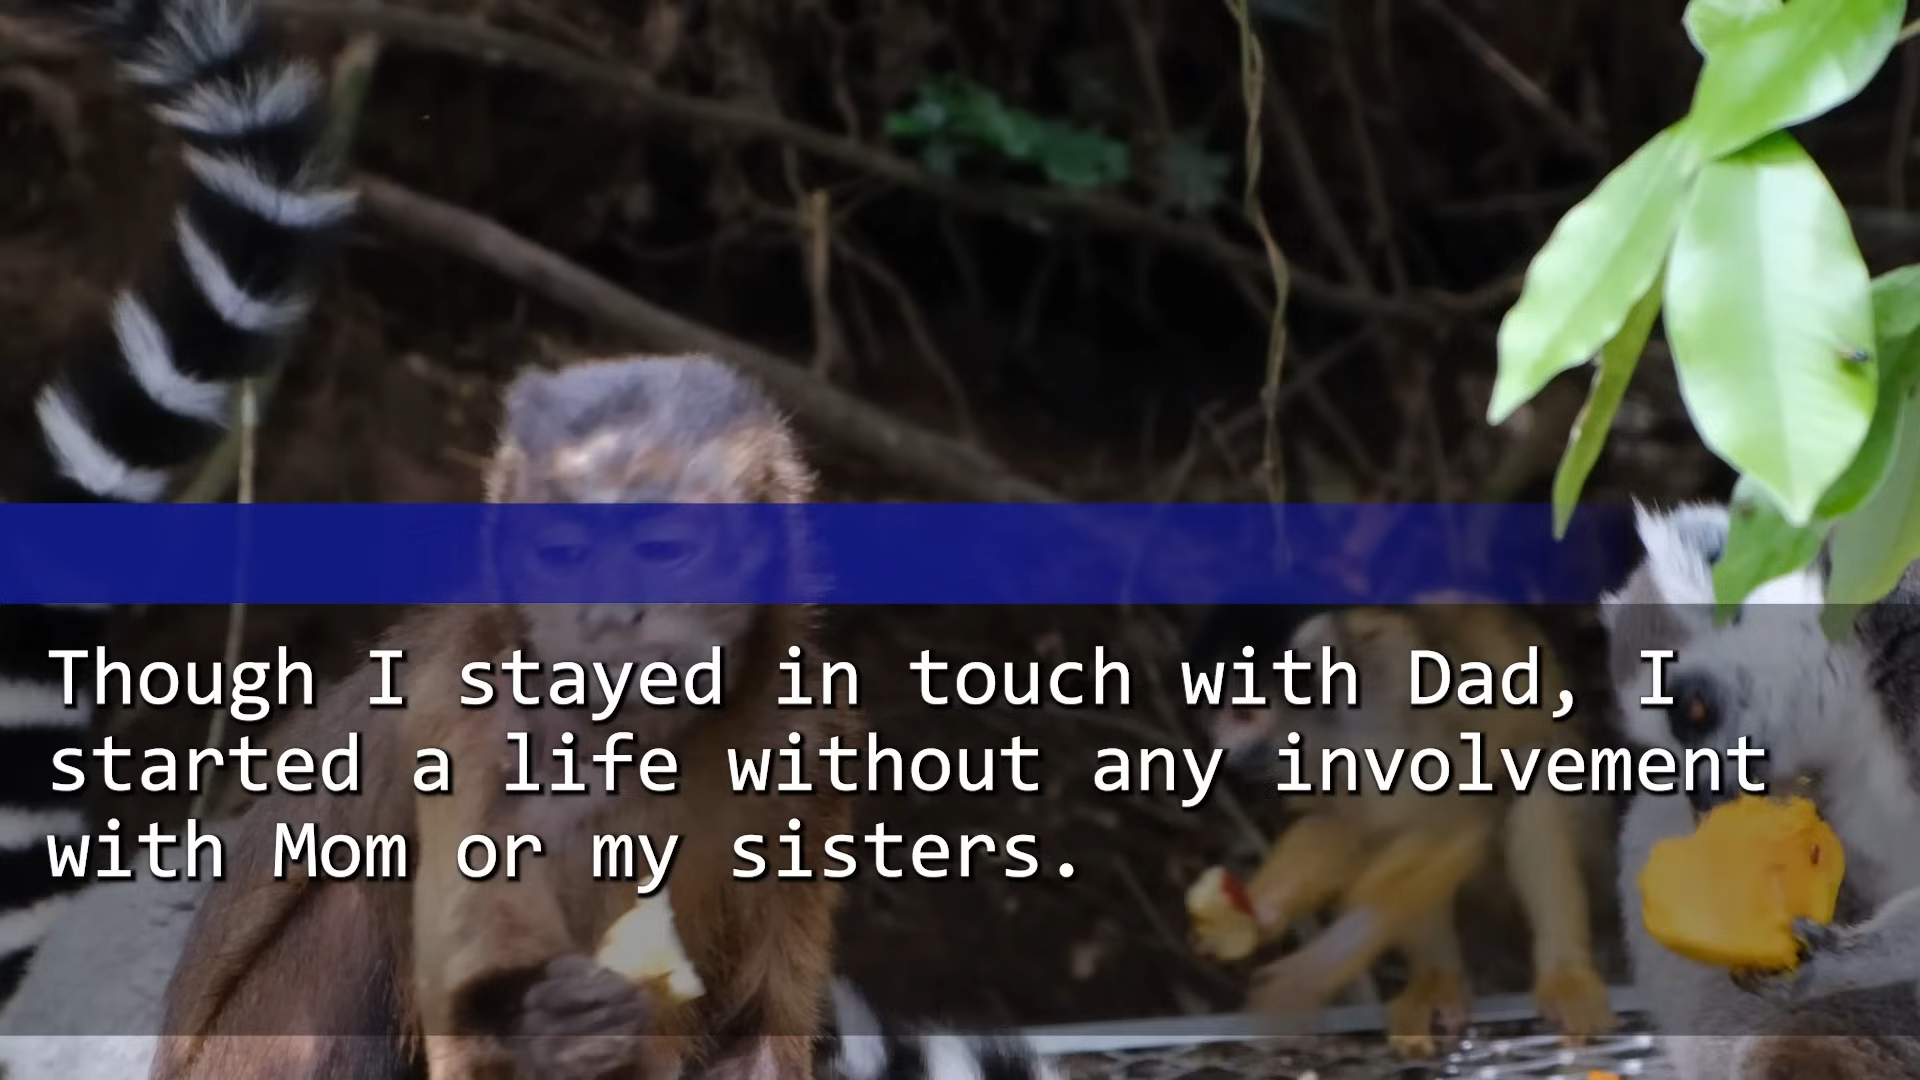 Though I stayed in touch with Dad, I
started a life without any involvement
with Mom or my sisters.